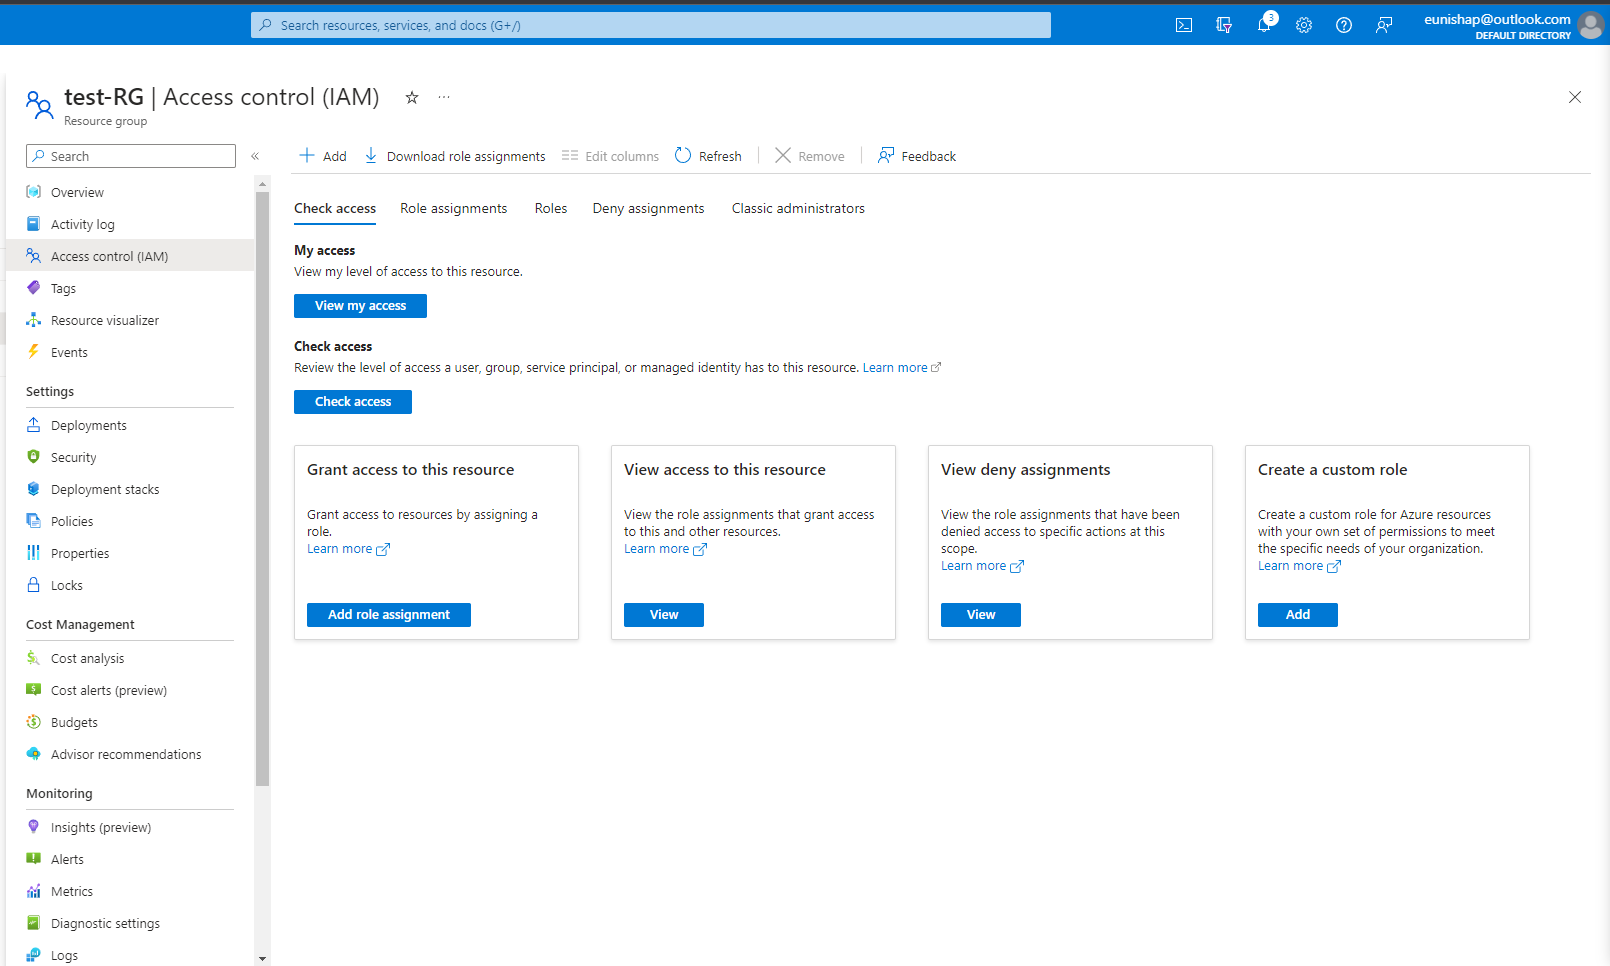 Search resources, services, and docs (G+/)
3
eunishap@outlook.com
DEFAULT DIRECTORY
test-RG | Access control (IAM)
Resource group
Search
Overview
Activity log
Access control (IAM)
Tags
Resource visualizer
Events
Settings
Deployments
Security
Deployment stacks
Policies
Properties
Locks
Cost Management
Cost analysis
Cost alerts (preview)
Budgets
Advisor recommendations
Monitoring
Insights (preview)
Alerts
Metrics
Diagnostic settings
Logs
Add Download role assignments Edit columns Refresh Remove Feedback
Check access Role assignments Roles Deny assignments Classic administrators
My access
View my level of access to this resource.
View my access
Check access
Review the level of access a user, group, service principal, or managed identity has to this resource. Learn more
Check access
Grant access to this resource
Grant access to resources by assigning a
role.
Learn more
Add role assignment
View access to this resource
View the role assignments that grant access
to this and other resources.
Learn more
View
View deny assignments
View the role assignments that have been
denied access to specific actions at this
scope.
Learn more
View
Create a custom role
Create a custom role for Azure resources
with your own set of permissions to meet
the specific needs of your organization.
Learn more
Add